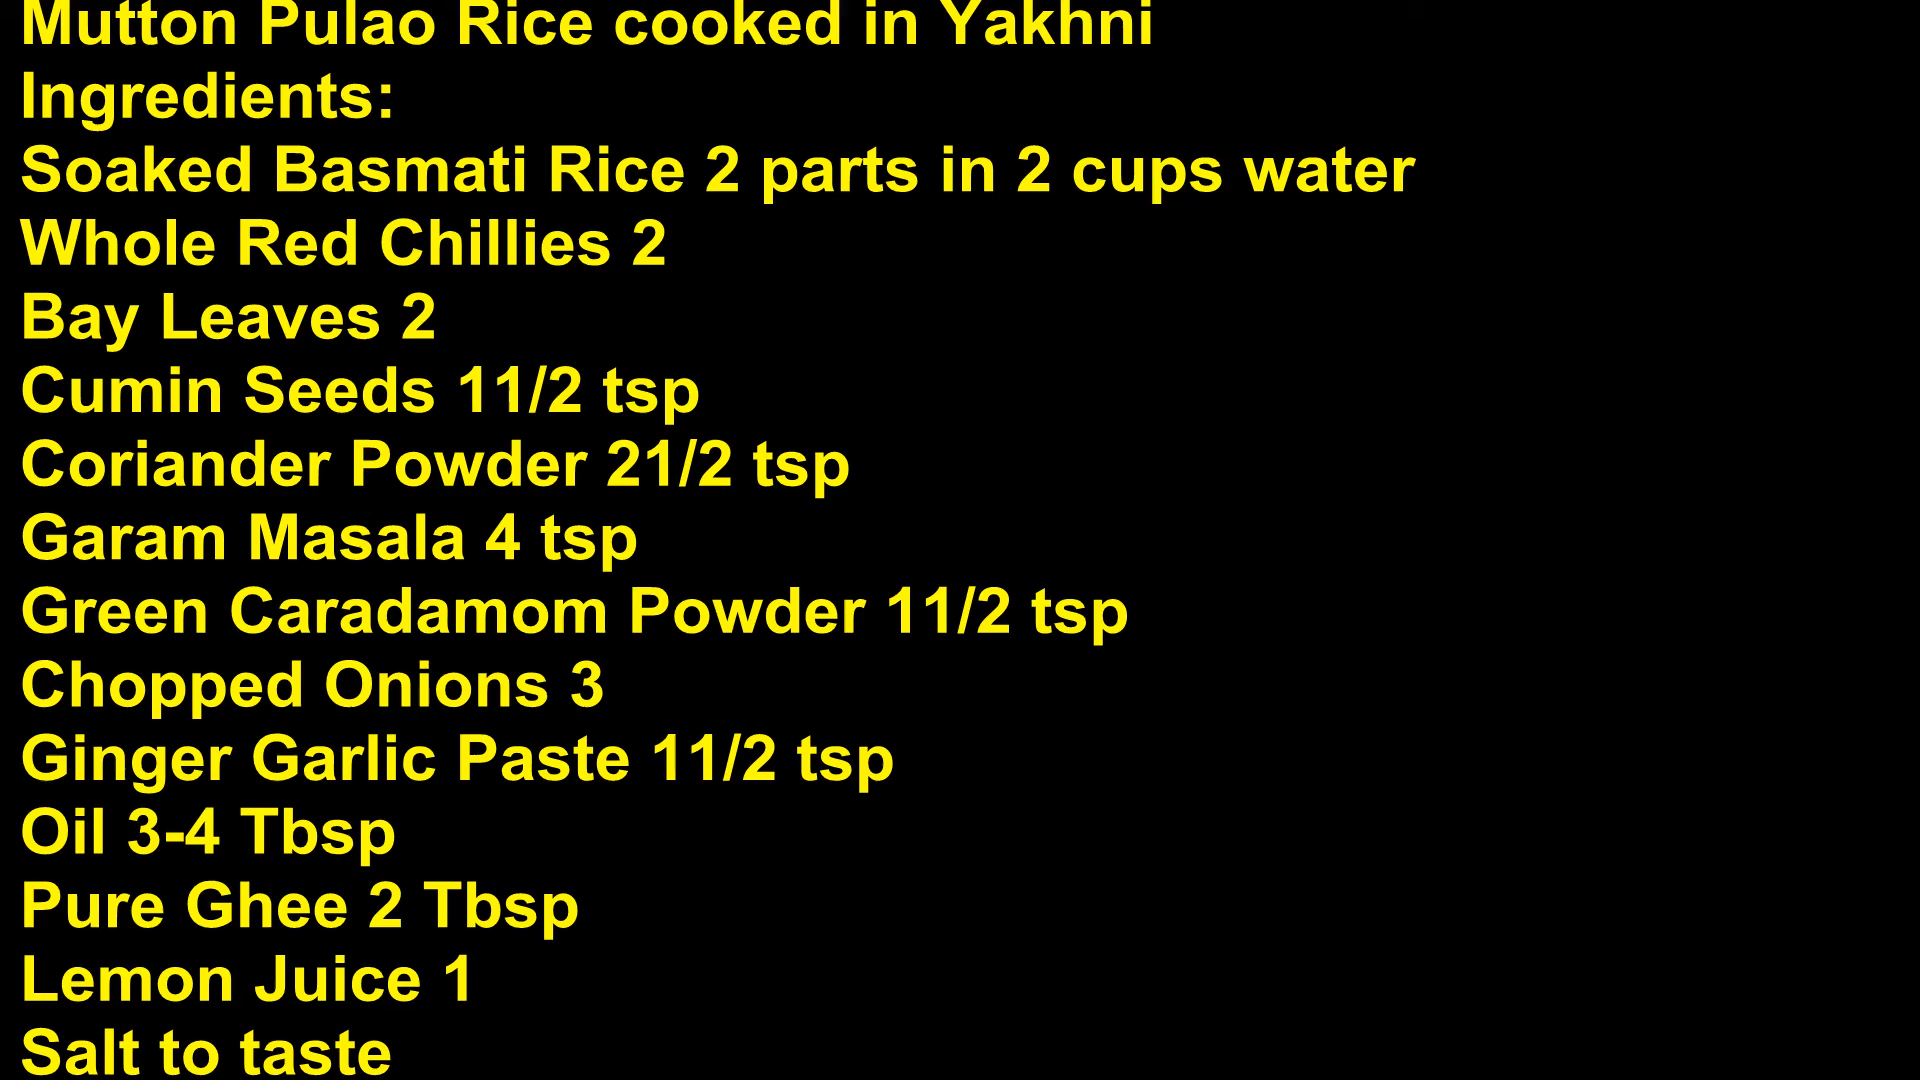 Mutton Pulao Rice cooked in Yakhni
Ingredients:
Soaked Basmati Rice 2 parts in 2 cups water
Whole Red Chillies 2
Bay Leaves 2
Cumin Seeds 11/2 tsp
Coriander Powder 21/2 tsp
Garam Masala 4 tsp
Green Caradamom Powder 11/2 tsp
Chopped Onions 3
Ginger Garlic Paste 11/2 tsp
Oil 3-4 Tbsp
Pure Ghee 2 Tbsp
Lemon Juice 1
Salt to taste